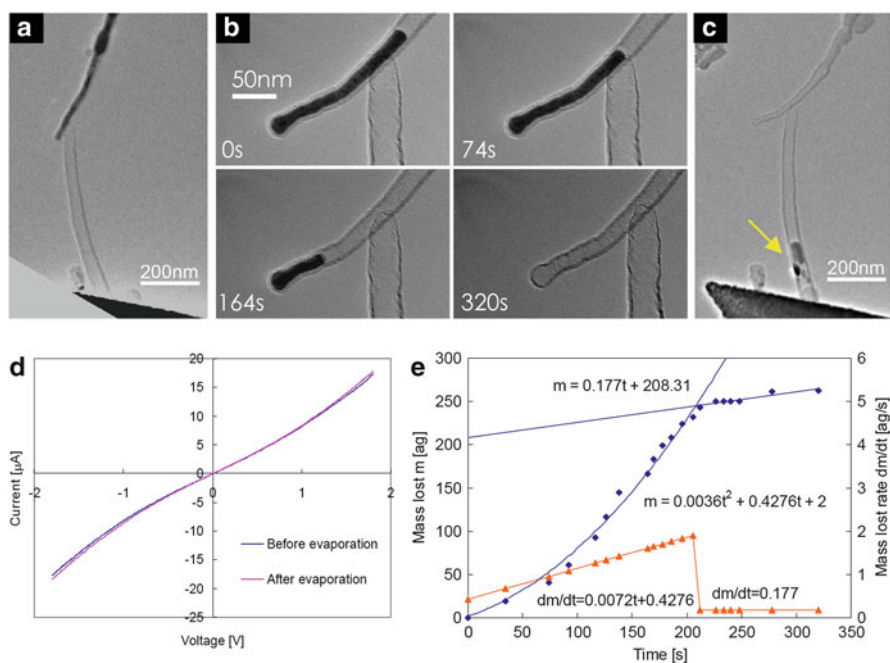 a
200nm
b
50nm
0s
74s
164s
320s
c
200nm
d
Current [µA]
20
15
10
5
0
-5
-10
-15
-20
-25
-2
-1
0
1
2
Before evaporation
After evaporation
Voltage [V]
e
Mass lost m [ag]
300
250
200
150
100
50
0
m = 0.177t + 208.31
m = 0.0036t² + 0.4276t + 2
dm/dt=0.0072t+0.4276
dm/dt=0.177
6
5
4
3
2
1
0
Mass lost rate dm/dt [ag/s]
0
50
100
150
200
250
300
350
Time [s]